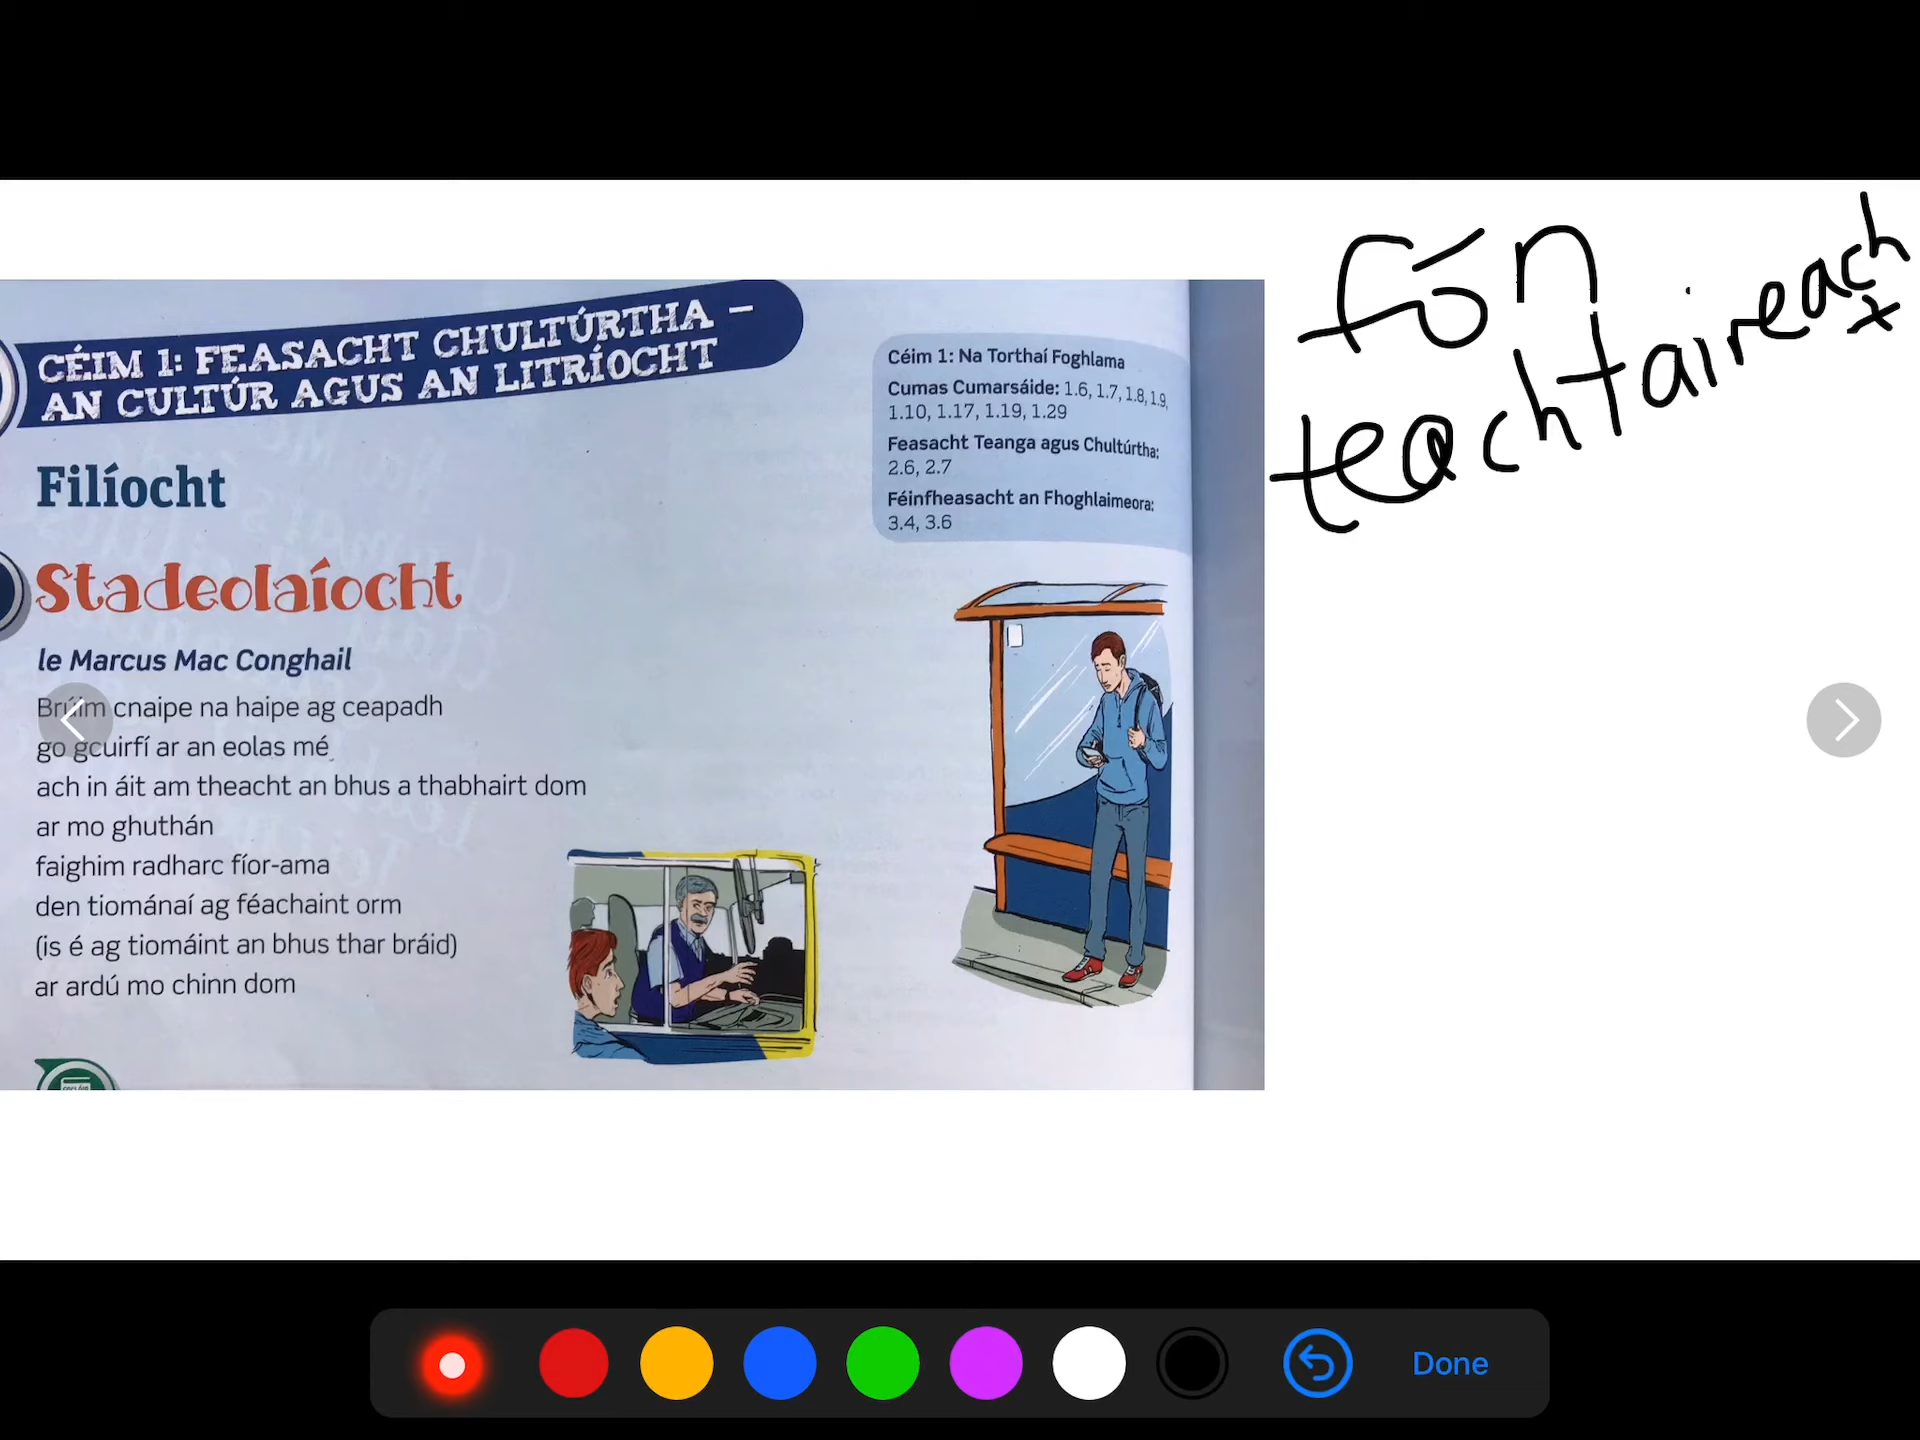 CÉIM 1: FEASACHT CHULTÚRTHA –
AN CULTÚR AGUS AN LITRÍOCHT
Filíocht
Stadeolaíocht
le Marcus Mac Conghail
Brúim cnaipe na haipe ag ceapadh
go gcuirfí ar an eolas mé
ach in áit am theacht an bhus a thabhairt dom
ar mo ghuthán
faighim radharc fíor-ama
den tiománaí ag féachaint orm
(is é ag tiomáint an bhus thar bráid)
ar ardú mo chinn dom
Céim 1: Na Torthaí Foghlama
Cumas Cumarsáide: 1.6, 1.7, 1.8, 1.9,
1.10, 1.17, 1.19, 1.29
Feasacht Teanga agus Chultúrtha:
2.6, 2.7
Féinfheasacht an Fhoghlaimeora:
3.4, 3.6
fón
teachtaireacht
Done